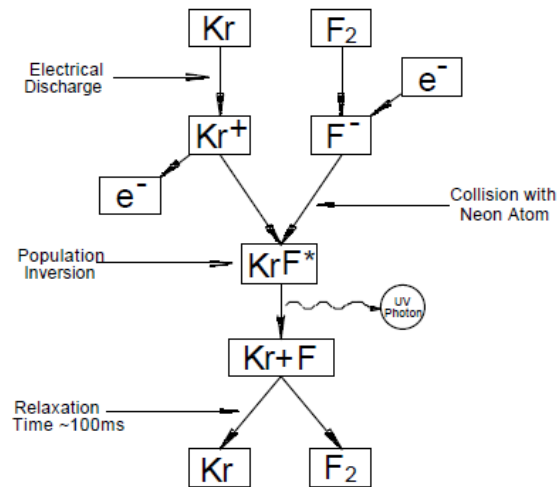 Kr
F₂
Electrical
Discharge
e⁻
Kr⁺
F⁻
e⁻
Collision with
Neon Atom
Population
Inversion
KrF*
UV
Photon
Kr+F
Relaxation
Time ~100ms
Kr
F₂